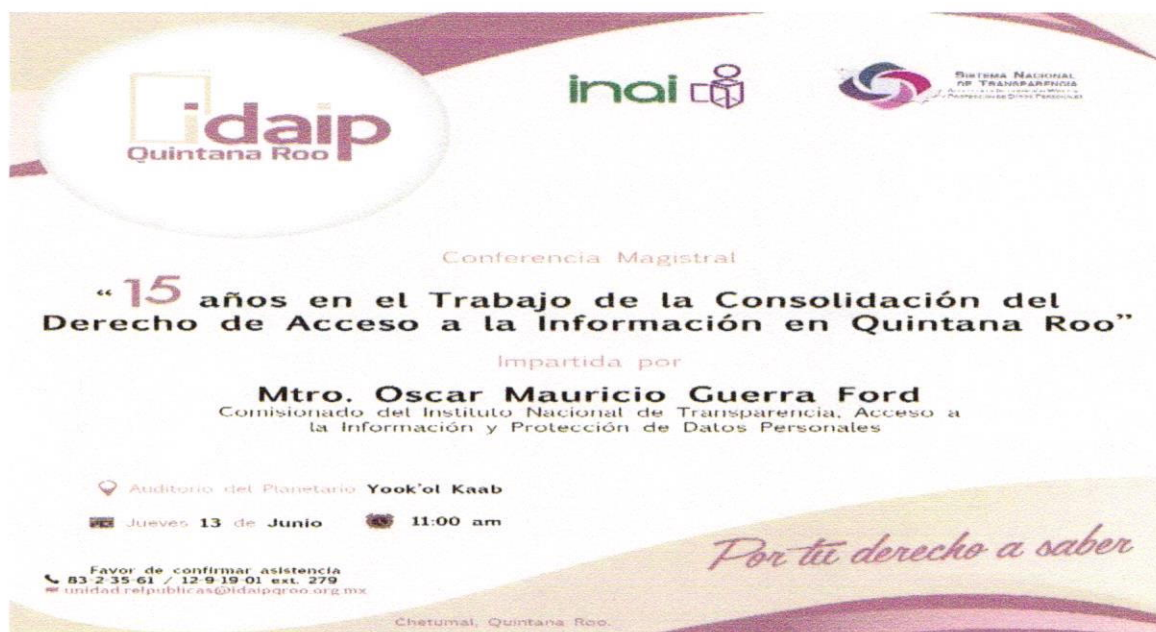 idaip
Quintana Roo
inai
SISTEMA NACIONAL
DE TRANSPARENCIA
Conferencia Magistral
“15 años en el Trabajo de la Consolidación del
Derecho de Acceso a la Información en Quintana Roo”
Impartida por
Mtro. Oscar Mauricio Guerra Ford
Comisionado del Instituto Nacional de Transparencia, Acceso a
la Información y Protección de Datos Personales
Auditorio del Planetario Yook'ol Kaab
Jueves 13 de Junio 11:00 am
Por tu derecho a saber
Favor de confirmar asistencia
83-2-35-61 / 12-9-19-01 ext. 279
unidad.relpublicas@idaipqroo.org.mx
Chetumal, Quintana Roo.